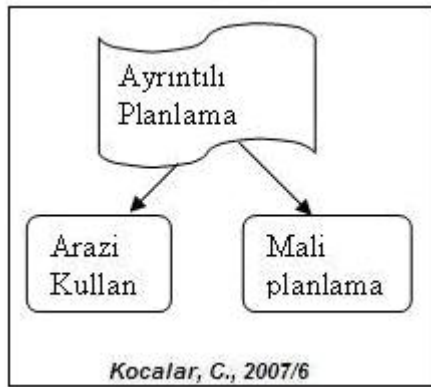 Ayrıntılı
Planlama
Arazi
Kullan
Mali
planlama
Kocalar, C., 2007/6